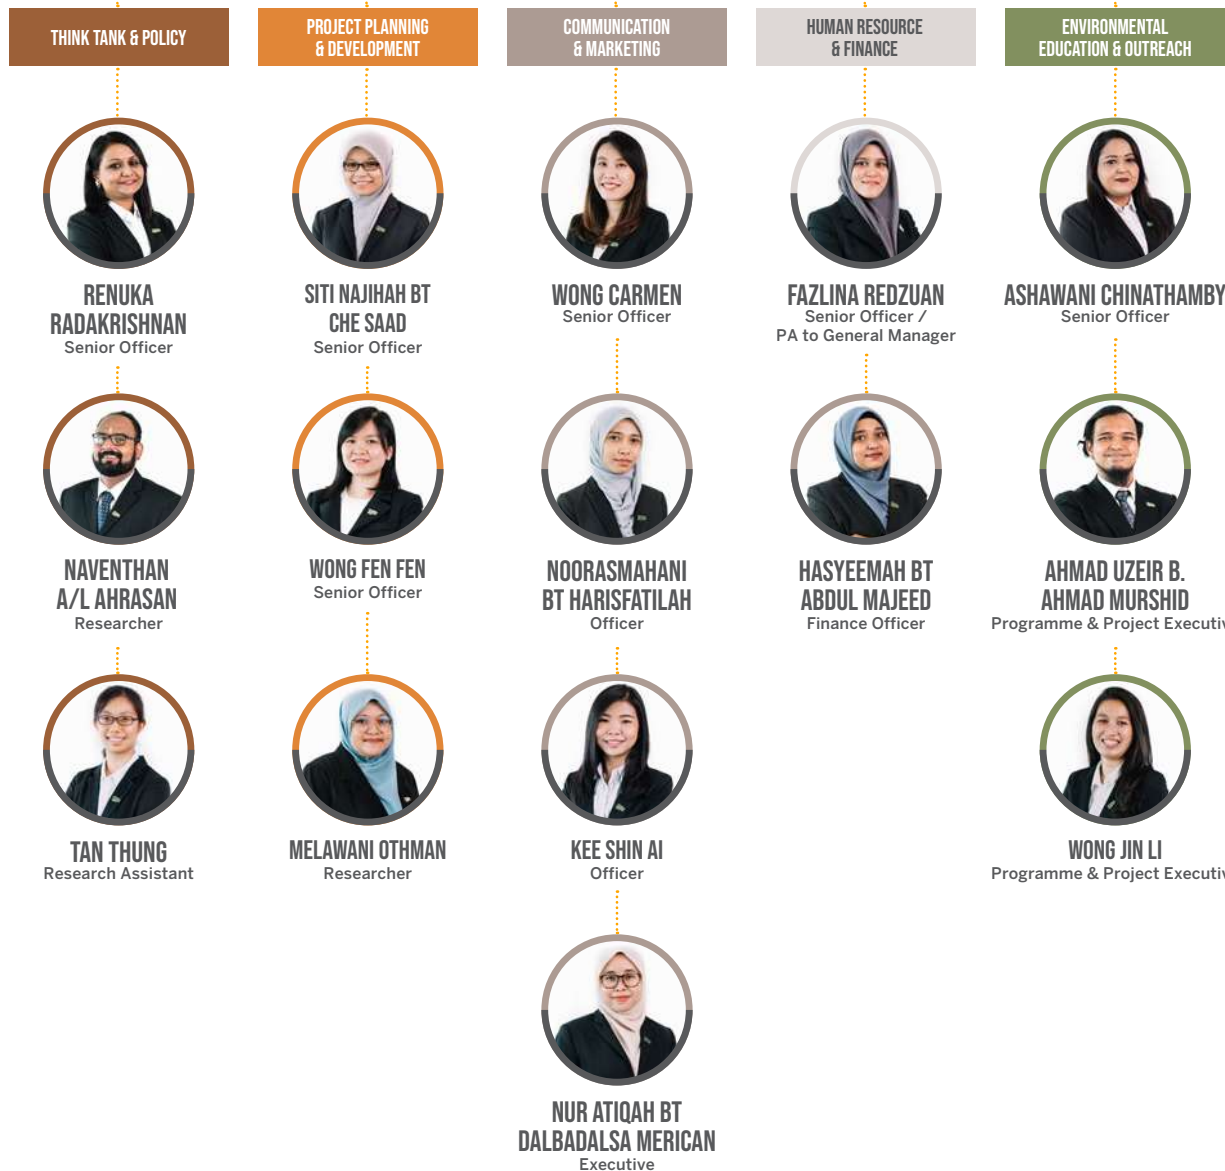 THINK TANK & POLICY
RENUKA
RADAKRISHNAN
Senior Officer
NAVENTHAN
A/L AHRASAN
Researcher
TAN THUNG
Research Assistant
PROJECT PLANNING
& DEVELOPMENT
SITI NAJIHAH BT
CHE SAAD
Senior Officer
WONG FEN FEN
Senior Officer
MELAWANI OTHMAN
Researcher
COMMUNICATION
& MARKETING
WONG CARMEN
Senior Officer
NOORASMAHANI
BT HARISFATILAH
Officer
KEE SHIN AI
Officer
NUR ATIQAH BT
DALBADALSA MERICAN
Executive
HUMAN RESOURCE
& FINANCE
FAZLINA REDZUAN
Senior Officer /
PA to General Manager
HASYEEMAH BT
ABDUL MAJEED
Finance Officer
ENVIRONMENTAL
EDUCATION & OUTREACH
ASHAWANI CHINATHAMBY
Senior Officer
AHMAD UZEIR B.
AHMAD MURSHID
Programme & Project Executiv
WONG JIN LI
Programme & Project Executiv